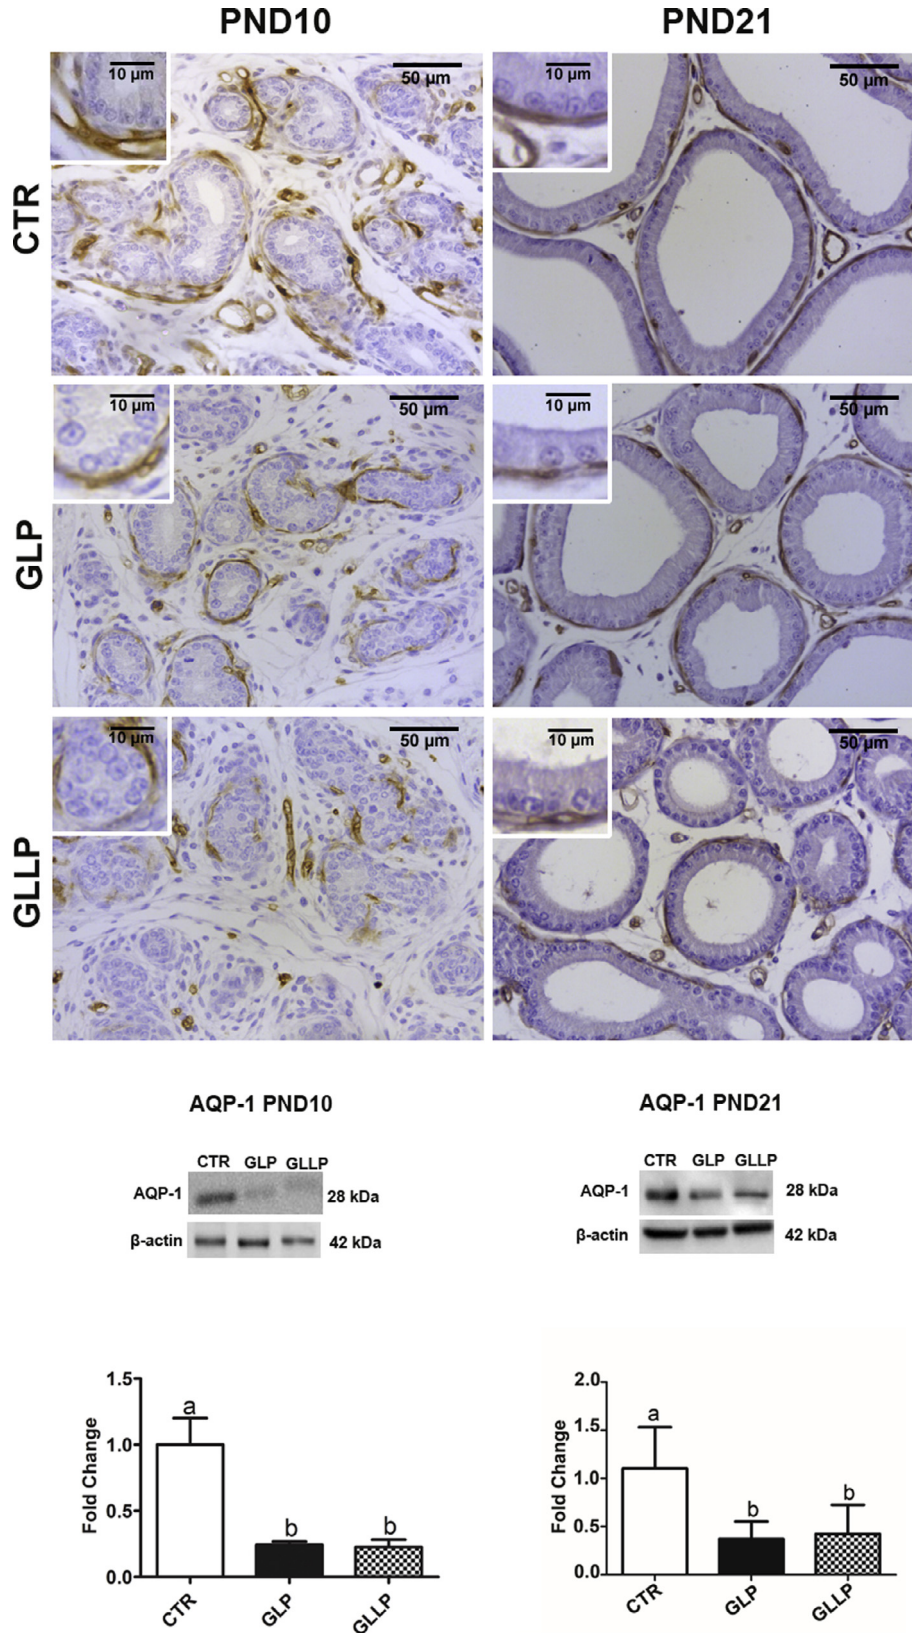 PND10 PND21
10 µm 50 µm 10 µm 50 µm
CTR
10 µm 50 µm 10 µm 50 µm
GLP
10 µm 50 µm 10 µm 50 µm
GLLP
AQP-1 PND10
CTR GLP GLLP
AQP-1 28 kDa
β-actin 42 kDa
AQP-1 PND21
CTR GLP GLLP
AQP-1 28 kDa
β-actin 42 kDa
Fold Change
1.5
1.0
0.5
0.0
a
b
b
CTR GLP GLLP
Fold Change
2.0
1.5
1.0
0.5
0.0
a
b
b
CTR GLP GLLP